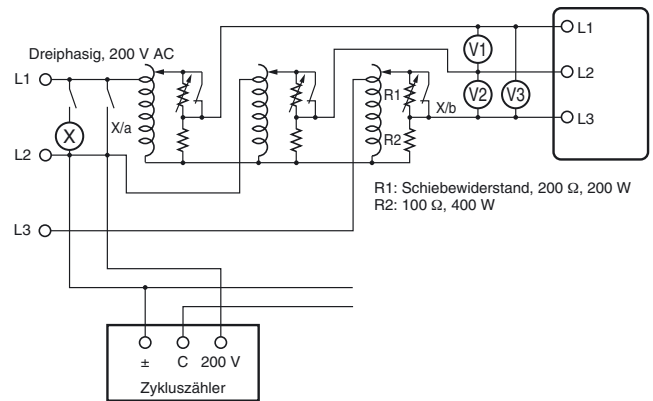 L1
V1
Dreiphasig, 200 V AC
L2
L1
R1
V2
V3
X/b
X
X/a
L3
L2
R2
R1: Schiebewiderstand, 200 Ω, 200 W
R2: 100 Ω, 400 W
L3
± C 200 V
Zykluszähler